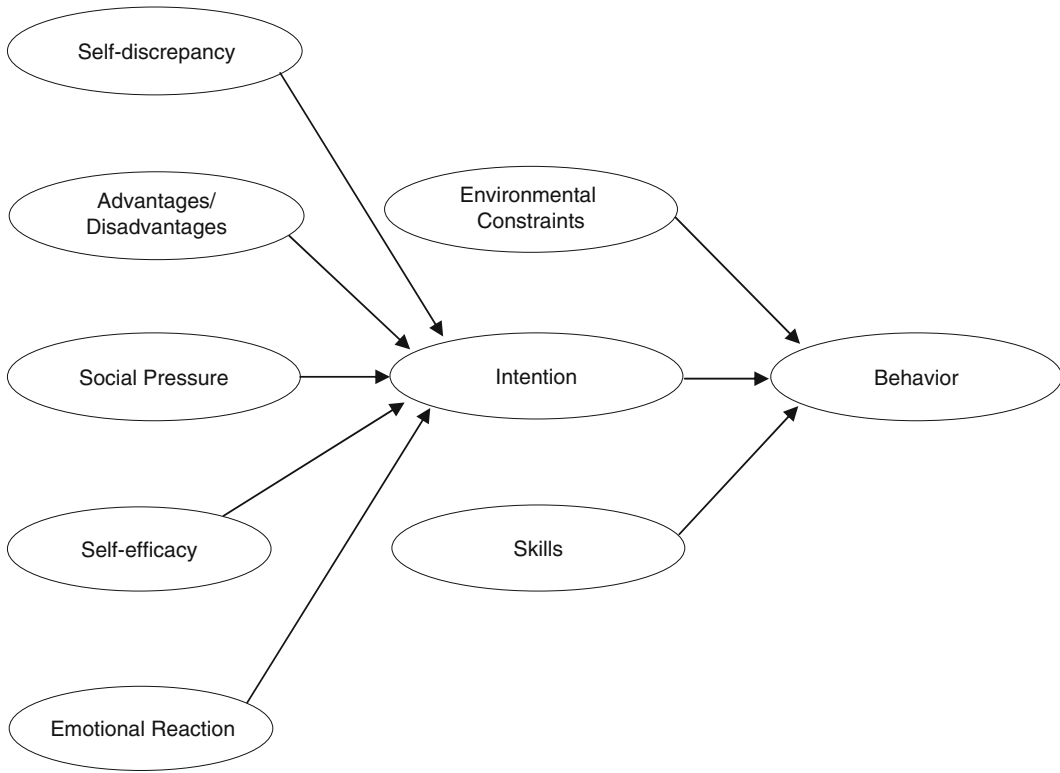 Self-discrepancy
Advantages/
Disadvantages
Environmental
Constraints
Social Pressure
Intention
Behavior
Self-efficacy
Skills
Emotional Reaction